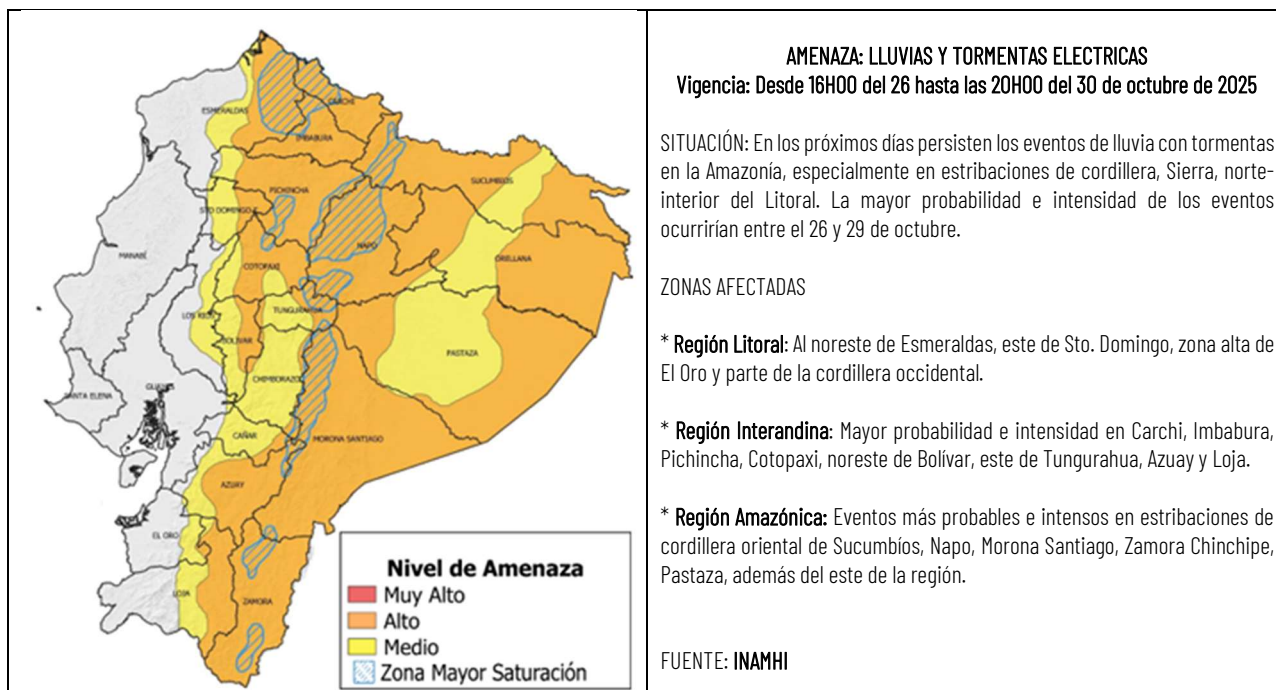 ESMERALDAS
CARCHI
IMBABURA
SUCUMBIOS
PICHINCHA
STO DOMINGO
NAPO
MANABÍ
COTOPAXI
ORELLANA
LOS RIOS
TUNGURAHUA
BOLIVAR
PASTAZA
CHIMBORAZO
GUAYAS
SANTA ELENA
CAÑAR
MORONA SANTIAGO
AZUAY
EL ORO
LOJA
ZAMORA
Nivel de Amenaza
Muy Alto
Alto
Medio
Zona Mayor Saturación
AMENAZA: LLUVIAS Y TORMENTAS ELECTRICAS
Vigencia: Desde 16H00 del 26 hasta las 20H00 del 30 de octubre de 2025
SITUACIÓN: En los próximos días persisten los eventos de lluvia con tormentas
en la Amazonía, especialmente en estribaciones de cordillera, Sierra, norte-
interior del Litoral. La mayor probabilidad e intensidad de los eventos
ocurrirían entre el 26 y 29 de octubre.
ZONAS AFECTADAS
* Región Litoral: Al noreste de Esmeraldas, este de Sto. Domingo, zona alta de
El Oro y parte de la cordillera occidental.
* Región Interandina: Mayor probabilidad e intensidad en Carchi, Imbabura,
Pichincha, Cotopaxi, noreste de Bolívar, este de Tungurahua, Azuay y Loja.
* Región Amazónica: Eventos más probables e intensos en estribaciones de
cordillera oriental de Sucumbíos, Napo, Morona Santiago, Zamora Chinchipe,
Pastaza, además del este de la región.
FUENTE: INAMHI